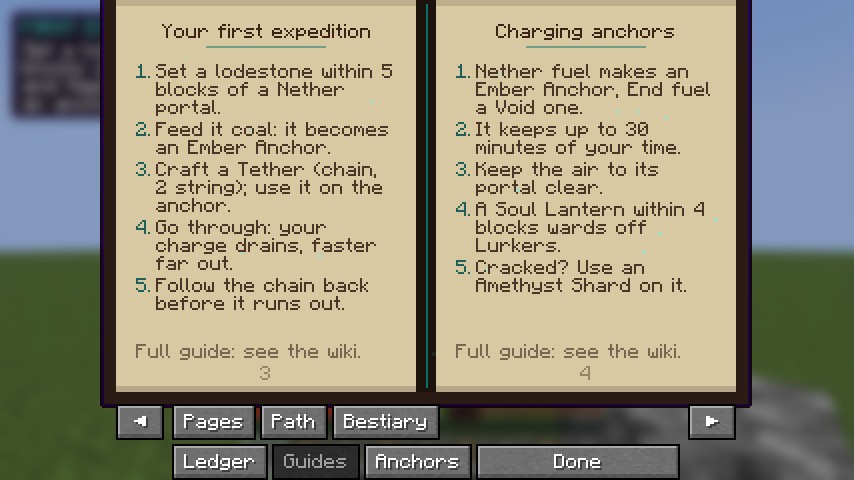 Your first expedition
1. Set a lodestone within 5
blocks of a Nether
portal.
2. Feed it coal: it becomes
an Ember Anchor.
3. Craft a Tether (chain,
2 string); use it on the
anchor.
4. Go through: your
charge drains, faster
far out.
5. Follow the chain back
before it runs out.
Full guide: see the wiki.
3
Charging anchors
1. Nether fuel makes an
Ember Anchor, End fuel
a Void one.
2. It keeps up to 30
minutes of your time.
3. Keep the air to its
portal clear.
4. A Soul Lantern within 4
blocks wards off
Lurkers.
5. Cracked? Use an
Amethyst Shard on it.
Full guide: see the wiki.
4
Pages
Path
Bestiary
Ledger
Guides
Anchors
Done